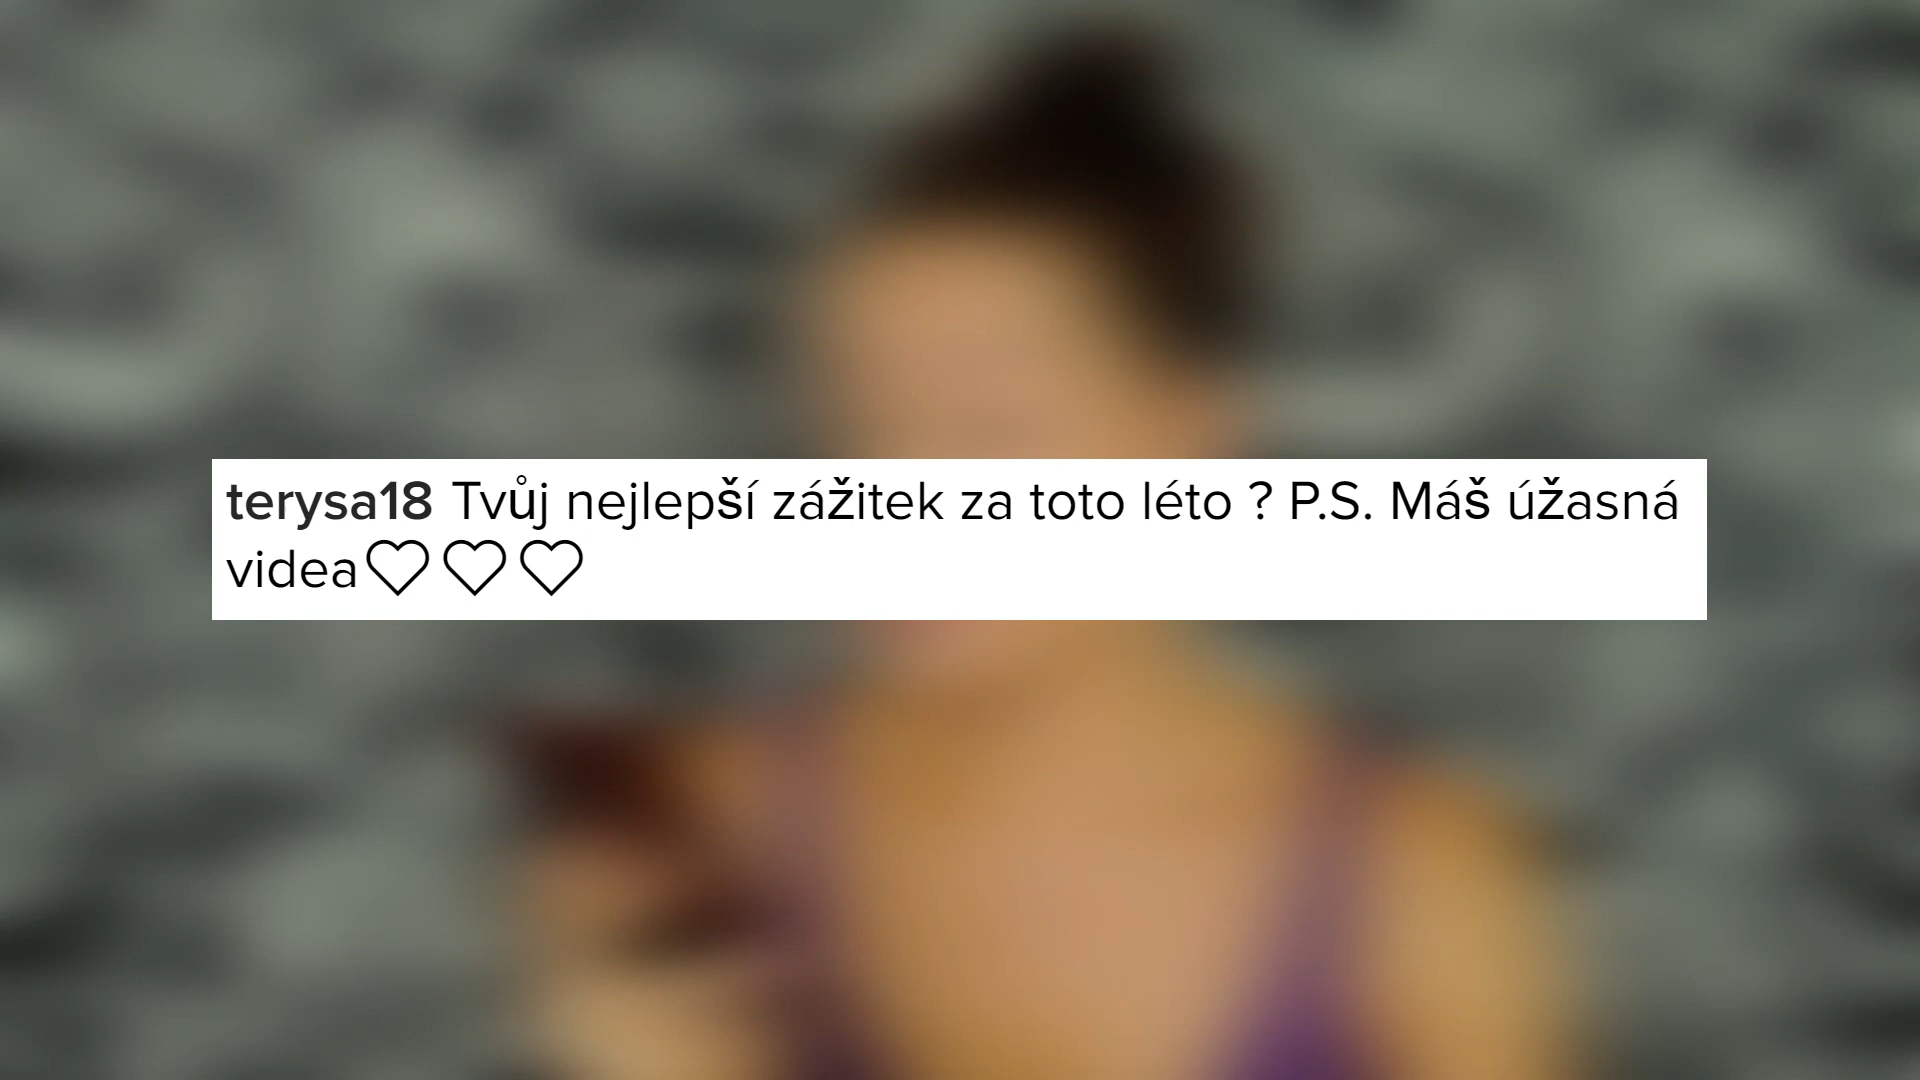 terysa18 Tvůj nejlepší zážitek za toto léto ? P.S. Máš úžasná
videa♡♡♡